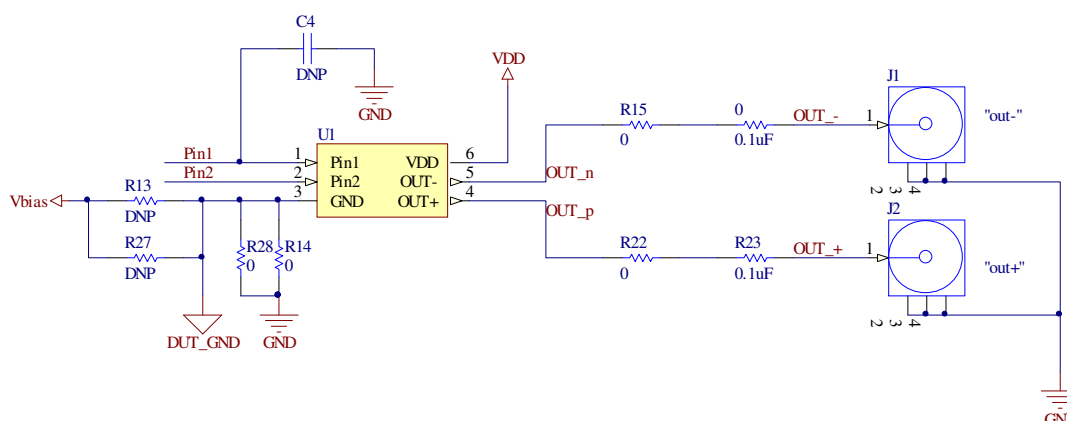 C4
DNP
GND
VDD
U1
Pin1
Pin2
1
2
3
Pin1
Pin2
GND
VDD
OUT-
OUT+
6
5
4
OUT_n
OUT_p
Vbias
R13
DNP
R27
DNP
R28
0
R14
0
DUT_GND
GND
R15
0
0
0.1uF
OUT_-
1
J1
"out-"
2
3
4
R22
0
R23
0.1uF
OUT_+
1
J2
"out+"
2
3
4